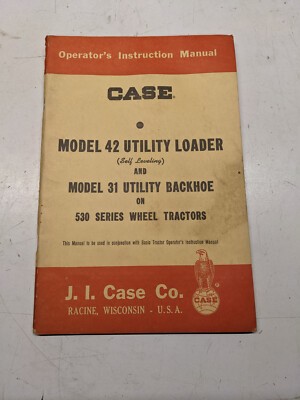 Operator's Instruction Manual
CASE
MODEL 42 UTILITY LOADER
(Self Leveling)
AND
MODEL 31 UTILITY BACKHOE
ON
530 SERIES WHEEL TRACTORS
This Manual to be used in conjunction with Basic Tractor Operator's Instruction Manual
J. I. Case Co.
RACINE, WISCONSIN - U.S.A.
CASE